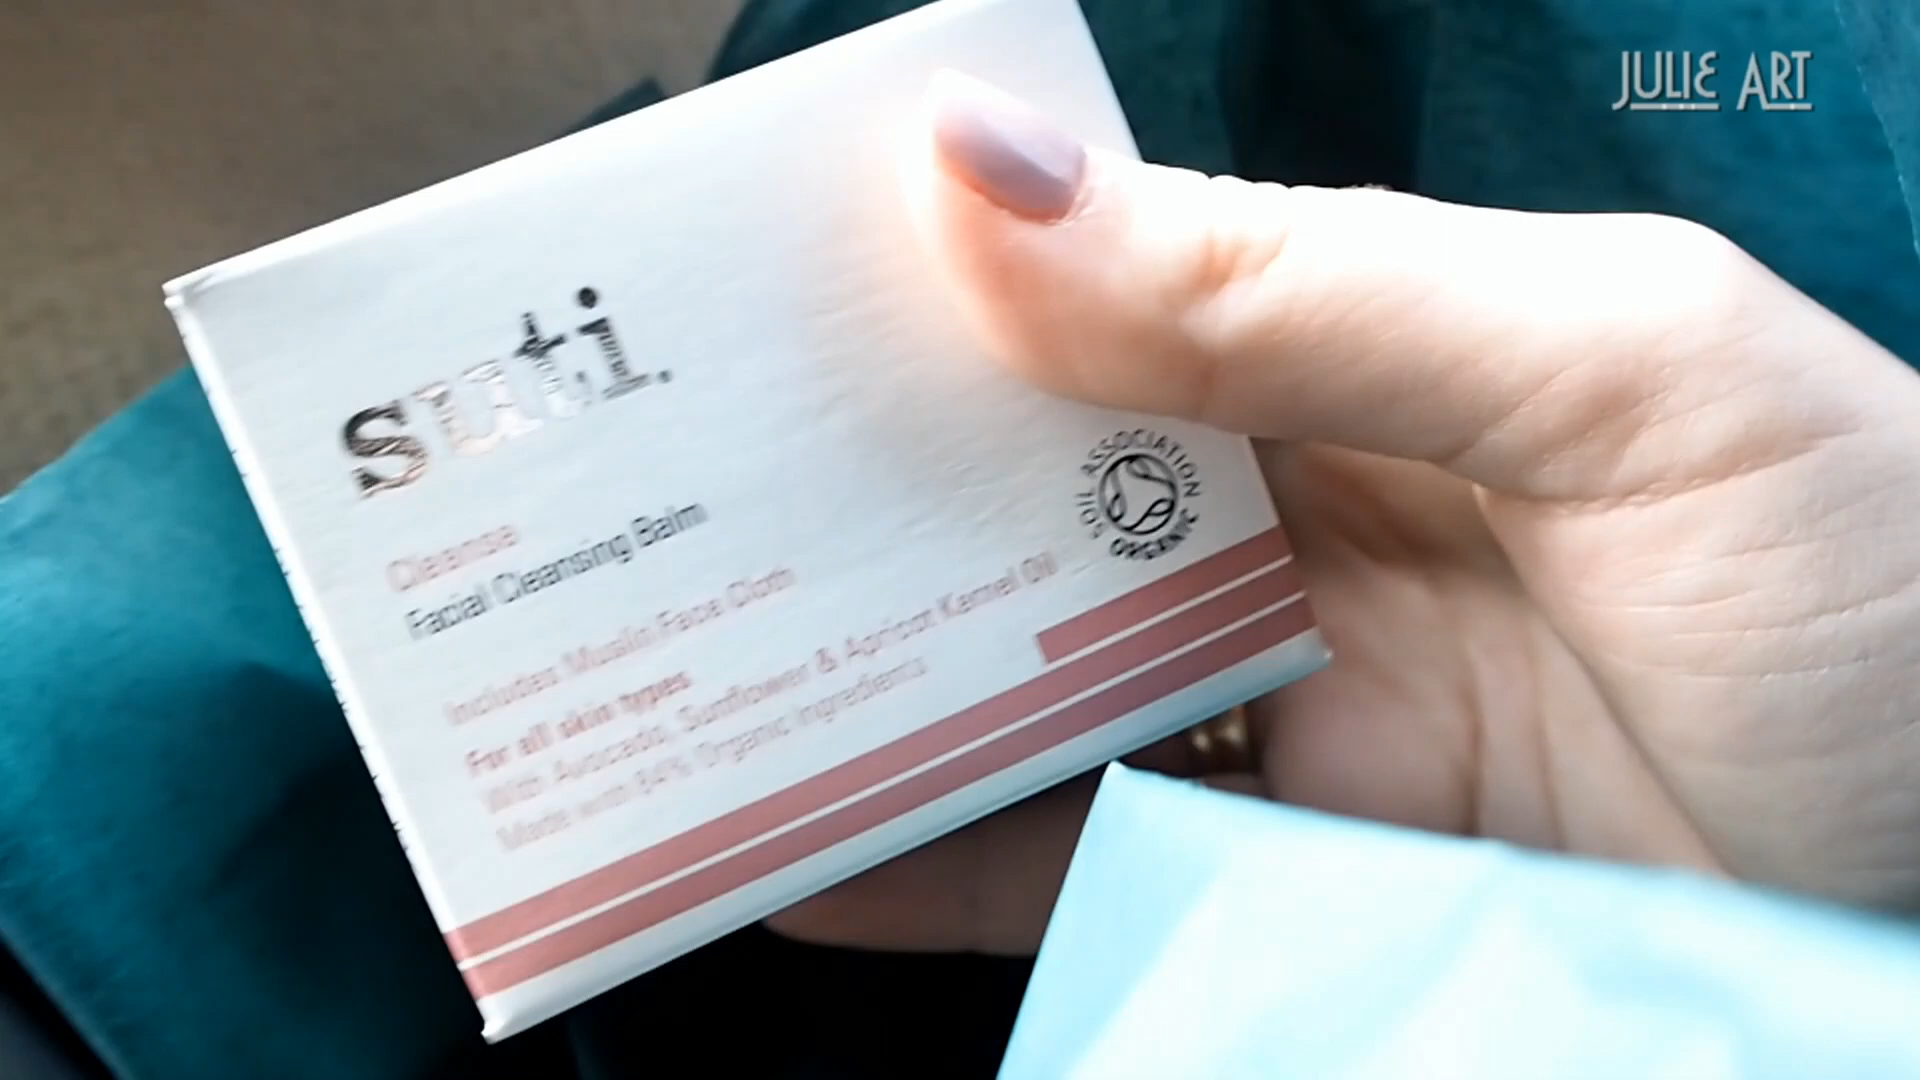 JULIE ART
suti.
Cleanse
Facial Cleansing Balm
Includes Muslin Face Cloth
For all skin types
With Avocado, Sunflower & Apricot Kernel Oil
Made with 84% Organic Ingredients
SOIL ASSOCIATION
ORGANIC